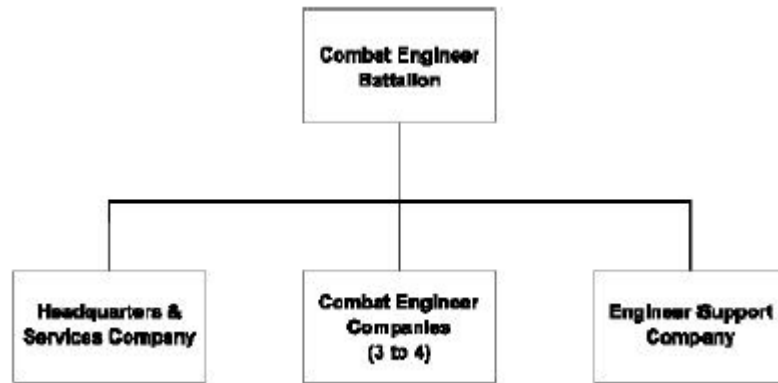 Combat Engineer
Battalion
Headquarters &
Services Company
Combat Engineer
Companies
(3 to 4)
Engineer Support
Company